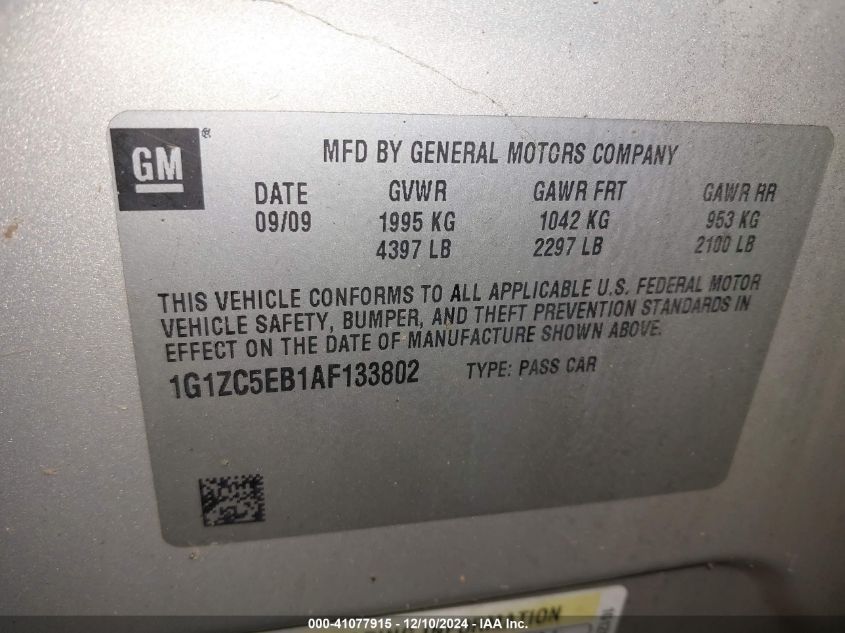 GM
MFD BY GENERAL MOTORS COMPANY
DATE GVWR GAWR FRT GAWR RR
09/09 1995 KG 1042 KG 953 KG
4397 LB 2297 LB 2100 LB
THIS VEHICLE CONFORMS TO ALL APPLICABLE U.S. FEDERAL MOTOR
VEHICLE SAFETY, BUMPER, AND THEFT PREVENTION STANDARDS IN
EFFECT ON THE DATE OF MANUFACTURE SHOWN ABOVE.
1G1ZC5EB1AF133802 TYPE: PASS CAR
INFORMATION
000-41077915 - 12/10/2024 - IAA Inc.